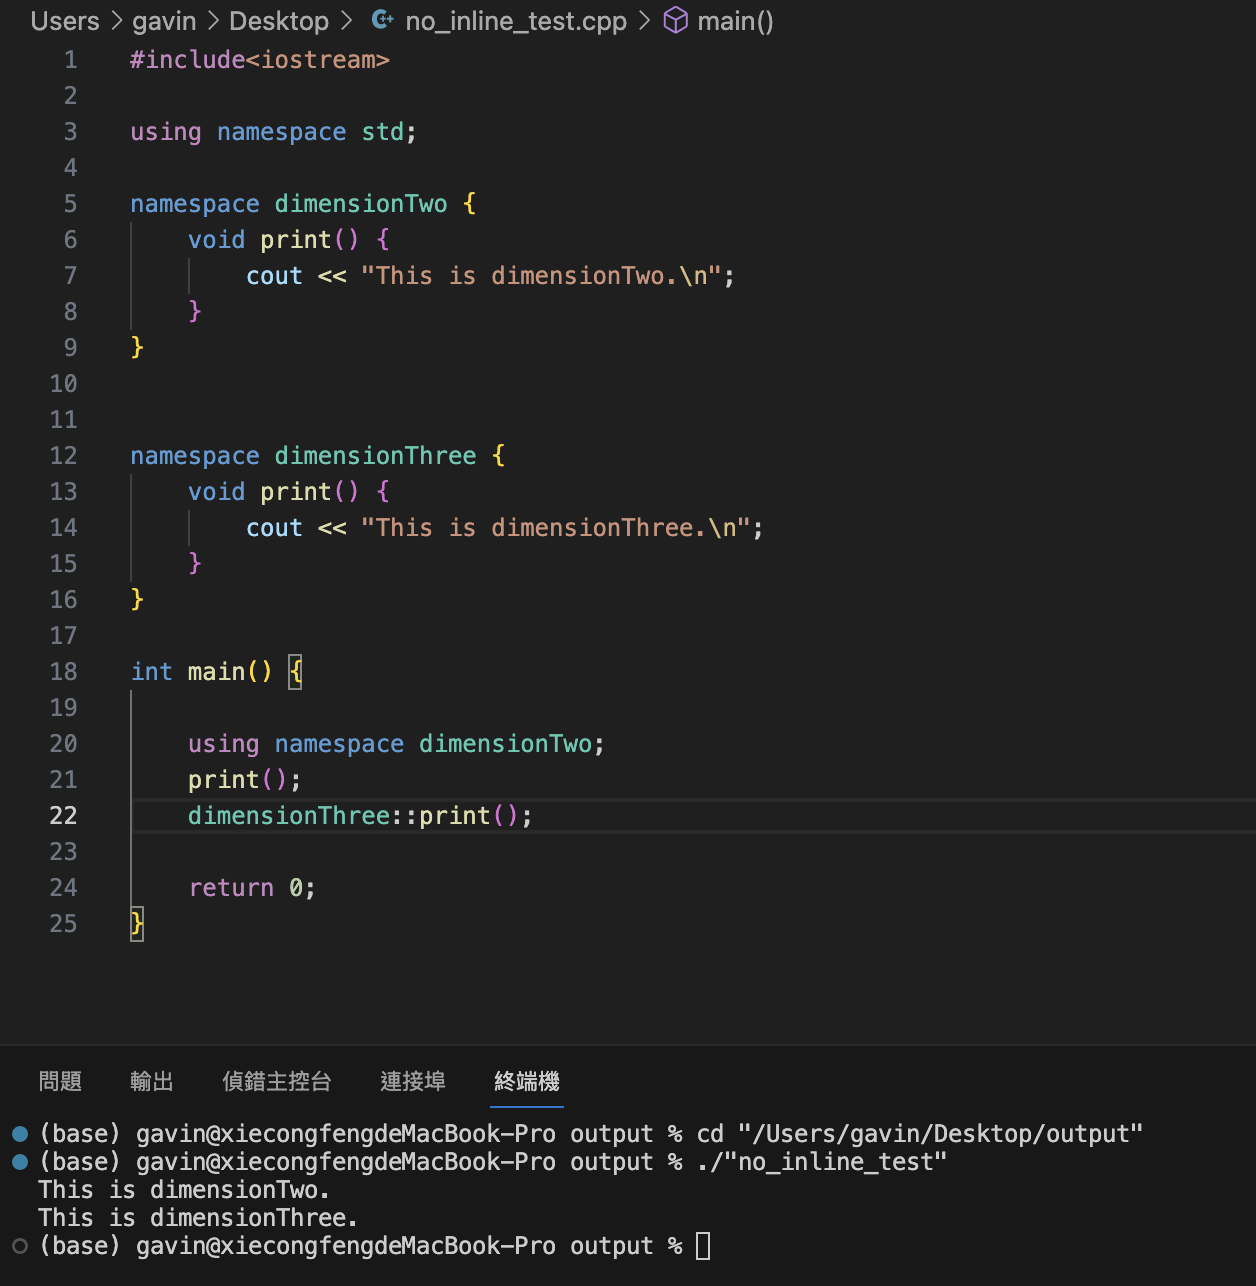 Users > gavin > Desktop > no_inline_test.cpp > main()
1 #include<iostream>
2
3 using namespace std;
4
5 namespace dimensionTwo {
6     void print() {
7         cout << "This is dimensionTwo.\n";
8     }
9 }
10
11
12 namespace dimensionThree {
13     void print() {
14         cout << "This is dimensionThree.\n";
15     }
16 }
17
18 int main() {
19
20     using namespace dimensionTwo;
21     print();
22     dimensionThree::print();
23
24     return 0;
25 }
問題 輸出 偵錯主控台 連接埠 終端機
(base) gavin@xiecongfengdeMacBook-Pro output % cd "/Users/gavin/Desktop/output"
(base) gavin@xiecongfengdeMacBook-Pro output % ./"no_inline_test"
This is dimensionTwo.
This is dimensionThree.
(base) gavin@xiecongfengdeMacBook-Pro output %